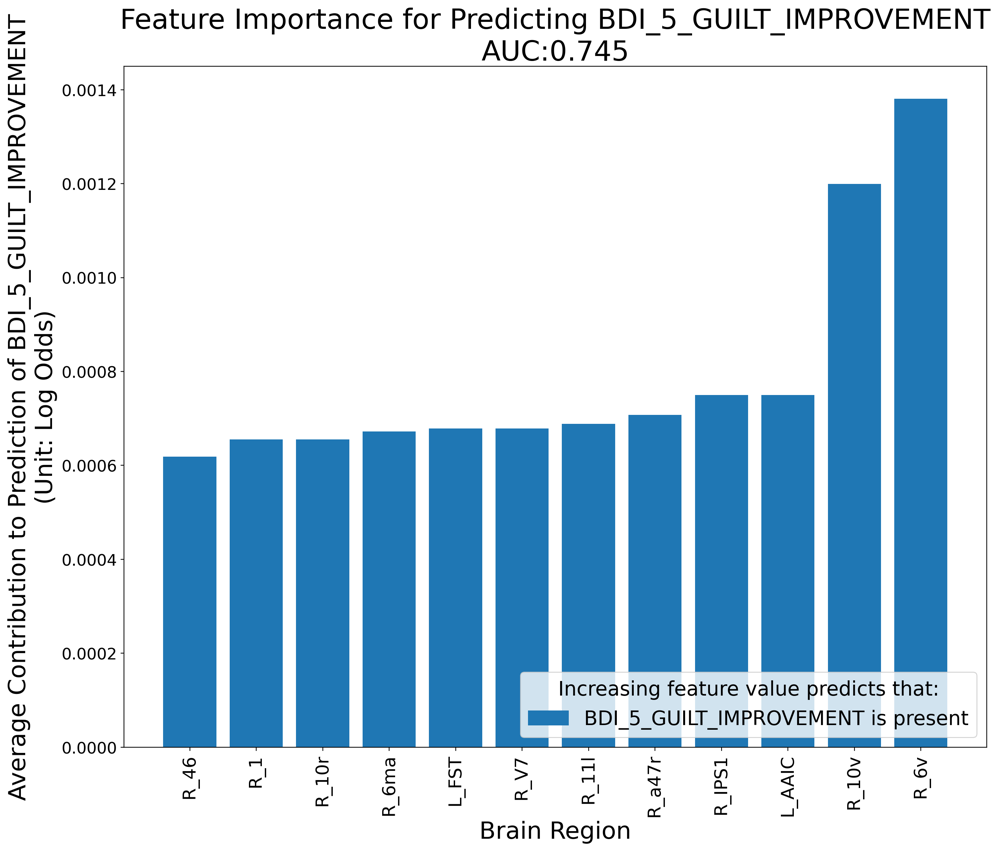 Feature Importance for Predicting BDI_5_GUILT_IMPROVEMENT
AUC:0.745
Average Contribution to Prediction of BDI_5_GUILT_IMPROVEMENT
(Unit: Log Odds)
0.0014
0.0012
0.0010
0.0008
0.0006
0.0004
0.0002
0.0000
Increasing feature value predicts that:
BDI_5_GUILT_IMPROVEMENT is present
R_46
R_1
R_10r
R_6ma
L_FST
R_V7
R_11l
R_a47r
R_IPS1
L_AAIC
R_10v
R_6v
Brain Region